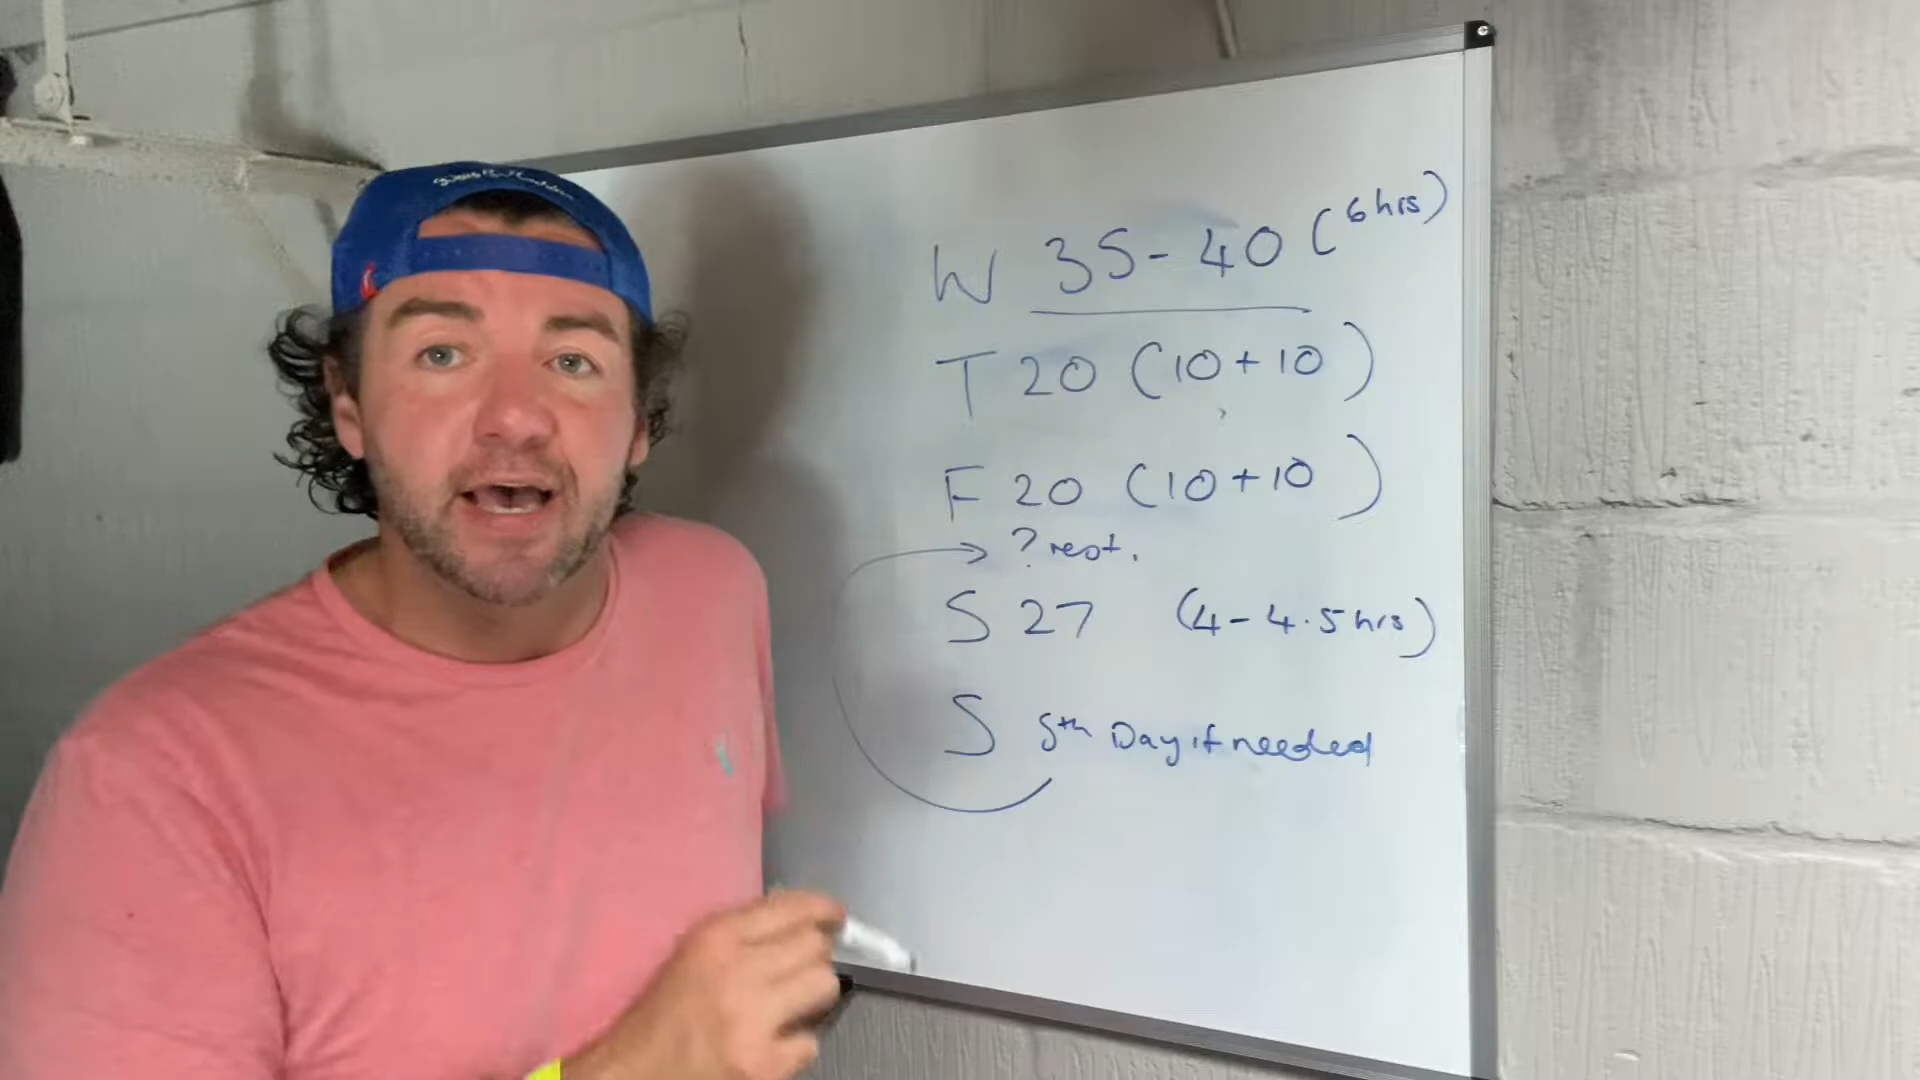 W 35-40 (6hrs)
T 20 (10+10)
F 20 (10+10)
? rest.
S 27 (4-4.5hrs)
S 5th Day if needed